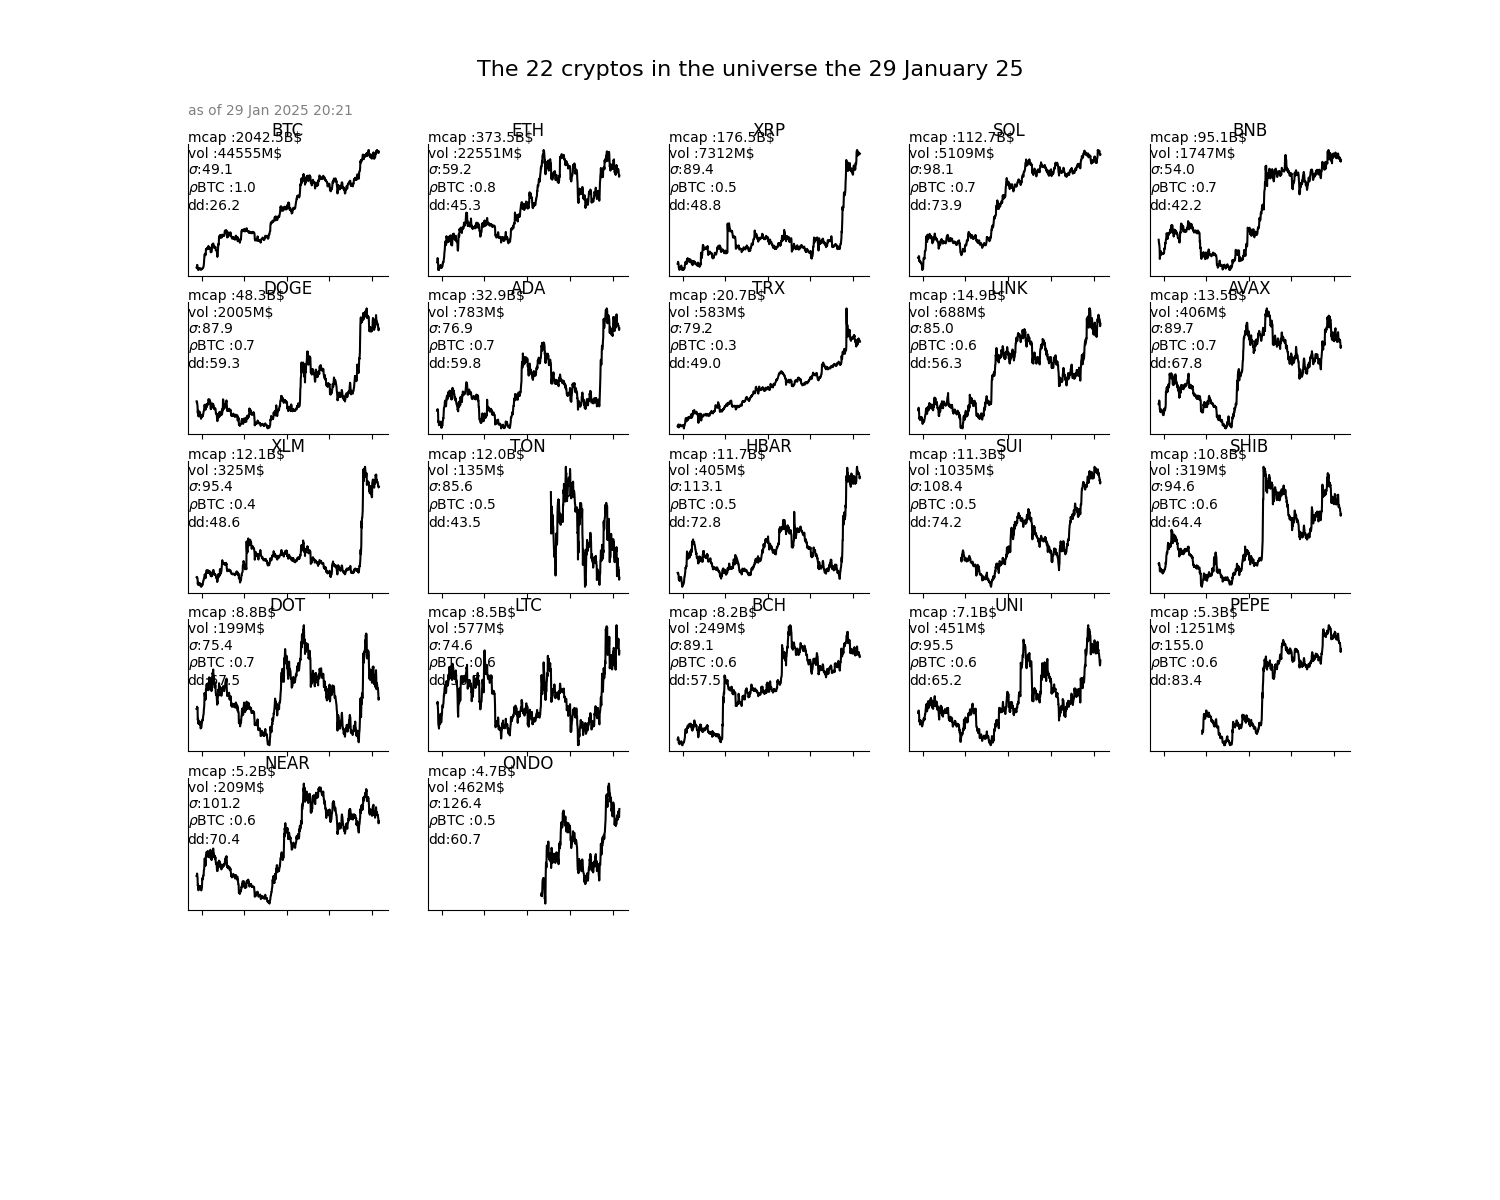 The 22 cryptos in the universe the 29 January 25
as of 29 Jan 2025 20:21
BTC
mcap :2042.5B$
vol :44555M$
σ:49.1
ρBTC :1.0
dd:26.2
ETH
mcap :373.5B$
vol :22551M$
σ:59.2
ρBTC :0.8
dd:45.3
XRP
mcap :176.5B$
vol :7312M$
σ:89.4
ρBTC :0.5
dd:48.8
SOL
mcap :112.7B$
vol :5109M$
σ:98.1
ρBTC :0.7
dd:73.9
BNB
mcap :95.1B$
vol :1747M$
σ:54.0
ρBTC :0.7
dd:42.2
DOGE
mcap :48.3B$
vol :2005M$
σ:87.9
ρBTC :0.7
dd:59.3
ADA
mcap :32.9B$
vol :783M$
σ:76.9
ρBTC :0.7
dd:59.8
TRX
mcap :20.7B$
vol :583M$
σ:79.2
ρBTC :0.3
dd:49.0
LINK
mcap :14.9B$
vol :688M$
σ:85.0
ρBTC :0.6
dd:56.3
AVAX
mcap :13.5B$
vol :406M$
σ:89.7
ρBTC :0.7
dd:67.8
XLM
mcap :12.1B$
vol :325M$
σ:95.4
ρBTC :0.4
dd:48.6
TON
mcap :12.0B$
vol :135M$
σ:85.6
ρBTC :0.5
dd:43.5
HBAR
mcap :11.7B$
vol :405M$
σ:113.1
ρBTC :0.5
dd:72.8
SUI
mcap :11.3B$
vol :1035M$
σ:108.4
ρBTC :0.5
dd:74.2
SHIB
mcap :10.8B$
vol :319M$
σ:94.6
ρBTC :0.6
dd:64.4
DOT
mcap :8.8B$
vol :199M$
σ:75.4
ρBTC :0.7
LTC
mcap :8.5B$
vol :577M$
σ:74.6
ρBTC :0.6
BCH
mcap :8.2B$
vol :249M$
σ:89.1
ρBTC :0.6
dd:57.5
UNI
mcap :7.1B$
vol :451M$
σ:95.5
ρBTC :0.6
dd:65.2
PEPE
mcap :5.3B$
vol :1251M$
σ:155.0
ρBTC :0.6
dd:83.4
NEAR
mcap :5.2B$
vol :209M$
σ:101.2
ρBTC :0.6
dd:70.4
ONDO
mcap :4.7B$
vol :462M$
σ:126.4
ρBTC :0.5
dd:60.7